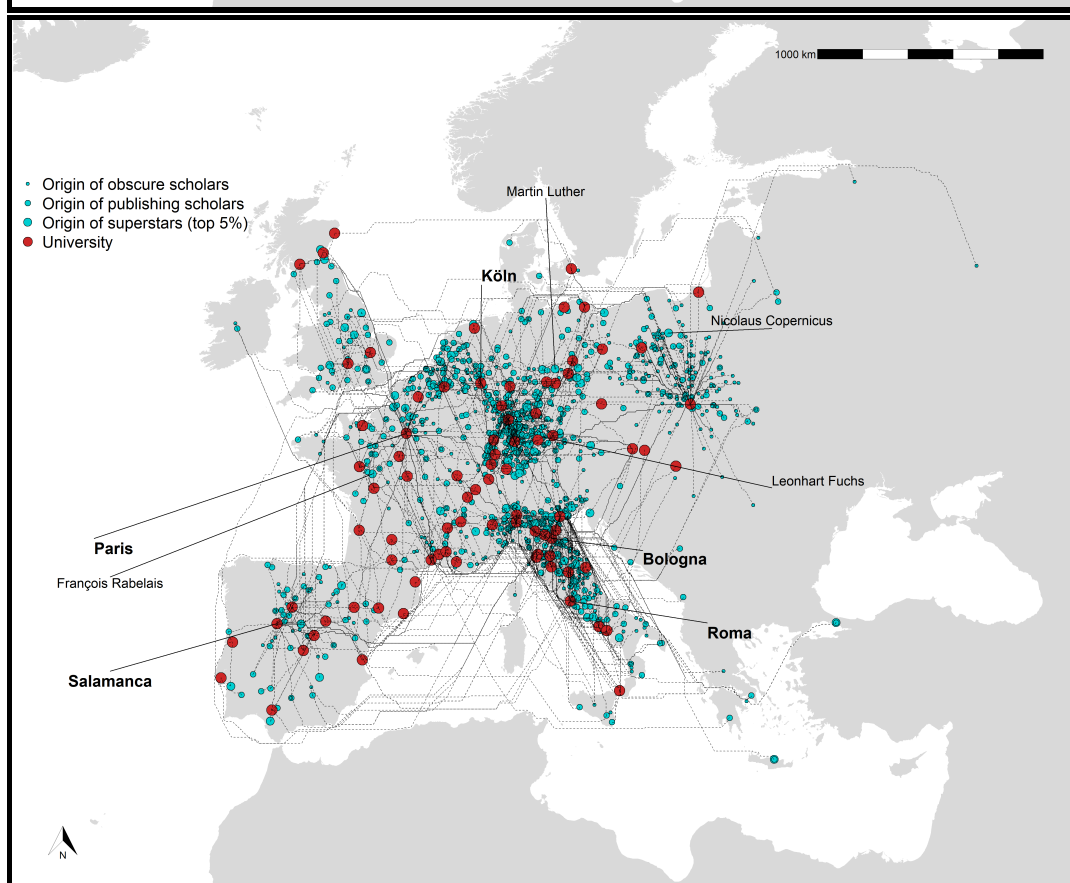 1000 km
Origin of obscure scholars
Origin of publishing scholars
Origin of superstars (top 5%)
University
Martin Luther
Köln
Nicolaus Copernicus
Leonhart Fuchs
Paris
Bologna
François Rabelais
Roma
Salamanca
N